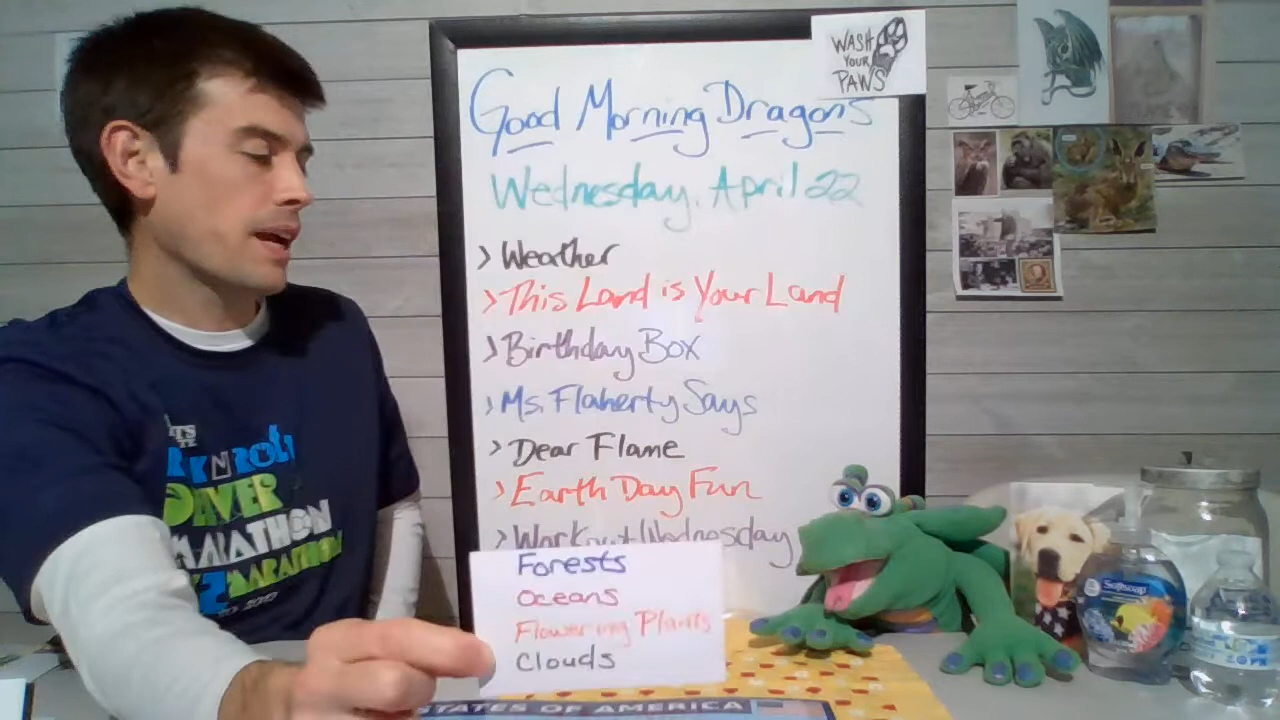 WASH
YOUR
PAWS
Good Morning Dragons
Wednesday, April 22
> Weather
> This Land is Your Land
> Birthday Box
> Ms. Flaherty Says
> Dear Flame
> Earth Day Fun
> Workout Wednesday
Forests
Oceans
Flowering Plants
Clouds
STATES OF AMERICA
MARATHON
Softsoap